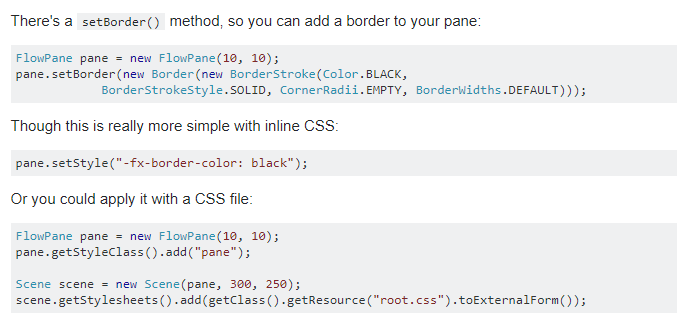 There's a setBorder() method, so you can add a border to your pane:
FlowPane pane = new FlowPane(10, 10);
pane.setBorder(new Border(new BorderStroke(Color.BLACK,
            BorderStrokeStyle.SOLID, CornerRadii.EMPTY, BorderWidths.DEFAULT)));
Though this is really more simple with inline CSS:
pane.setStyle("-fx-border-color: black");
Or you could apply it with a CSS file:
FlowPane pane = new FlowPane(10, 10);
pane.getStyleClass().add("pane");
Scene scene = new Scene(pane, 300, 250);
scene.getStylesheets().add(getClass().getResource("root.css").toExternalForm());